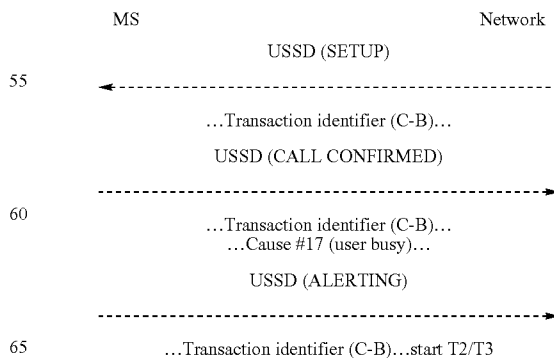 MS Network
USSD (SETUP)
55
…Transaction identifier (C-B)…
USSD (CALL CONFIRMED)
60
…Transaction identifier (C-B)…
…Cause #17 (user busy)…
USSD (ALERTING)
65 …Transaction identifier (C-B)…start T2/T3